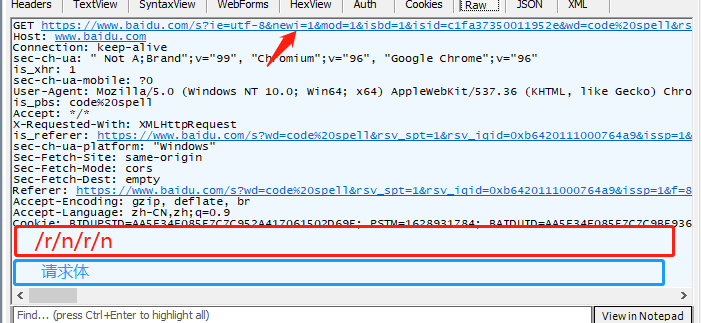 Headers TextView SyntaxView WebForms HexView Auth Cookies Raw JSON XML
GET https://www.baidu.com/s?ie=utf-8&newi=1&mod=1&isbd=1&isid=c1fa37350011952e&wd=code%20spell&rs
Host: www.baidu.com
Connection: keep-alive
sec-ch-ua: " Not A;Brand";v="99", "Chromium";v="96", "Google Chrome";v="96"
is_xhr: 1
sec-ch-ua-mobile: ?0
User-Agent: Mozilla/5.0 (Windows NT 10.0; Win64; x64) AppleWebKit/537.36 (KHTML, like Gecko) Chro
is_pbs: code%20spell
Accept: */*
X-Requested-With: XMLHttpRequest
is_referer: https://www.baidu.com/s?wd=code%20spell&rsv_spt=1&rsv_iqid=0xb6420111000764a9&issp=1&
sec-ch-ua-platform: "Windows"
Sec-Fetch-Site: same-origin
Sec-Fetch-Mode: cors
Sec-Fetch-Dest: empty
Referer: https://www.baidu.com/s?wd=code%20spell&rsv_spt=1&rsv_iqid=0xb6420111000764a9&issp=1&f=8
Accept-Encoding: gzip, deflate, br
Accept-Language: zh-CN,zh;q=0.9
/r/n/r/n
请求体
Find... (press Ctrl+Enter to highlight all) View in Notepad